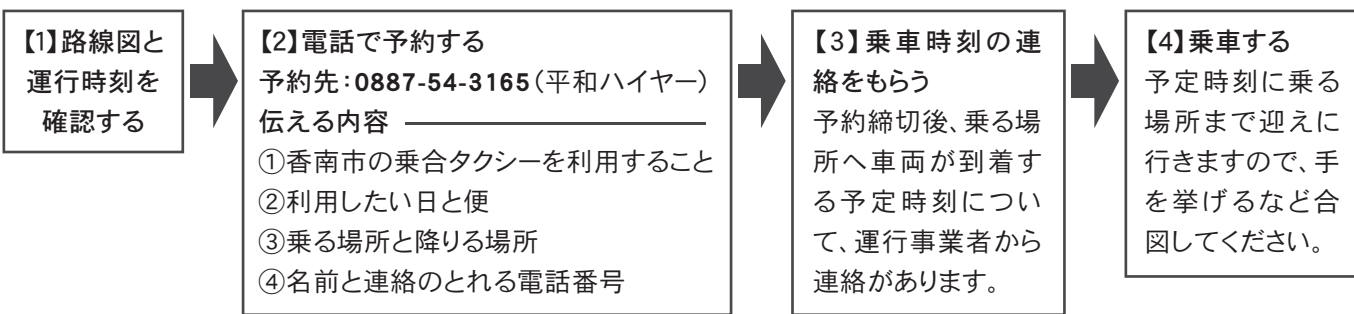 【1】路線図と
運行時刻を
確認する
【2】電話で予約する
予約先：0887-54-3165（平和ハイヤー）
伝える内容
①香南市の乗合タクシーを利用すること
②利用したい日と便
③乗る場所と降りる場所
④名前と連絡のとれる電話番号
【3】乗車時刻の連
絡をもらう
予約締切後、乗る場
所へ車両が到着す
る予定時刻につい
て、運行事業者から
連絡があります。
【4】乗車する
予定時刻に乗る
場所まで迎えに
行きますので、手
を挙げるなど合
図してください。